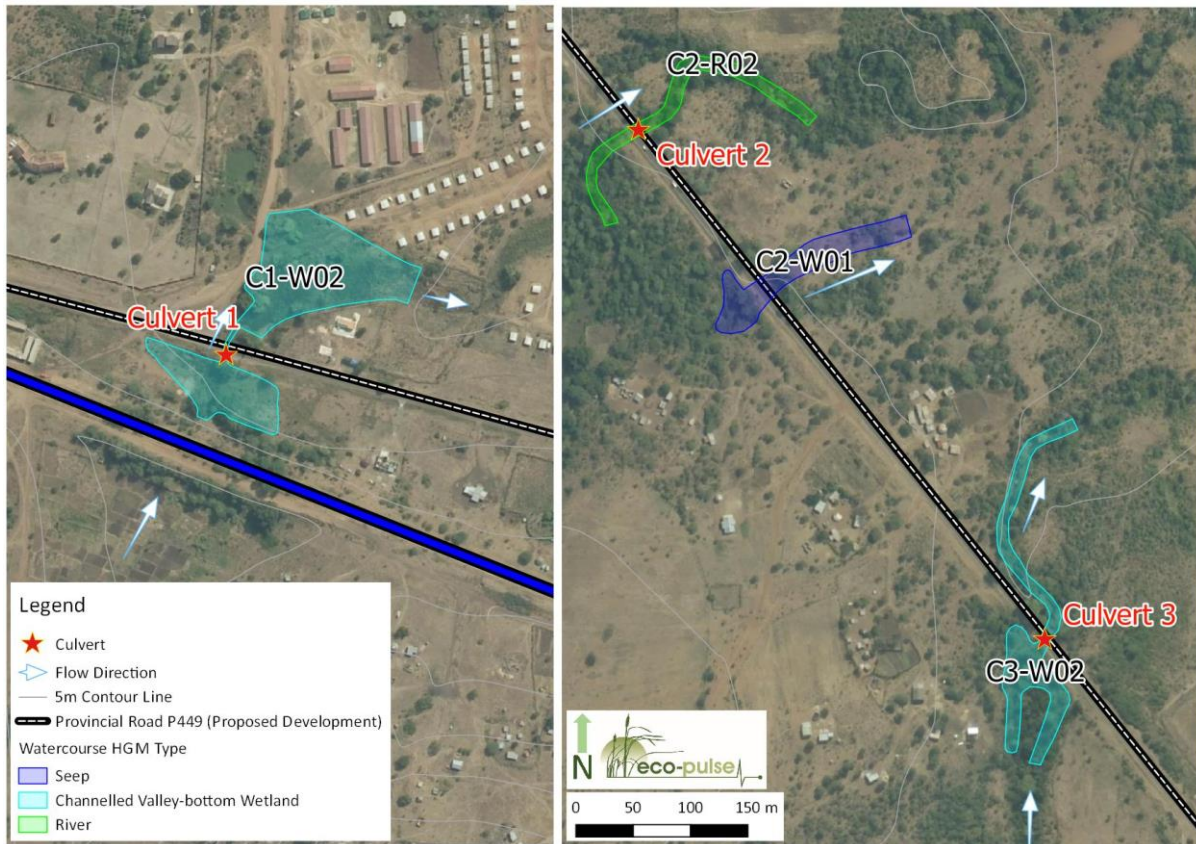 C1-W02
Culvert 1
Legend
Culvert
Flow Direction
5m Contour Line
Provincial Road P449 (Proposed Development)
Watercourse HGM Type
Seep
Channelled Valley-bottom Wetland
River
C2-R02
Culvert 2
C2-W01
Culvert 3
C3-W02
N
eco-pulse
0 50 100 150 m